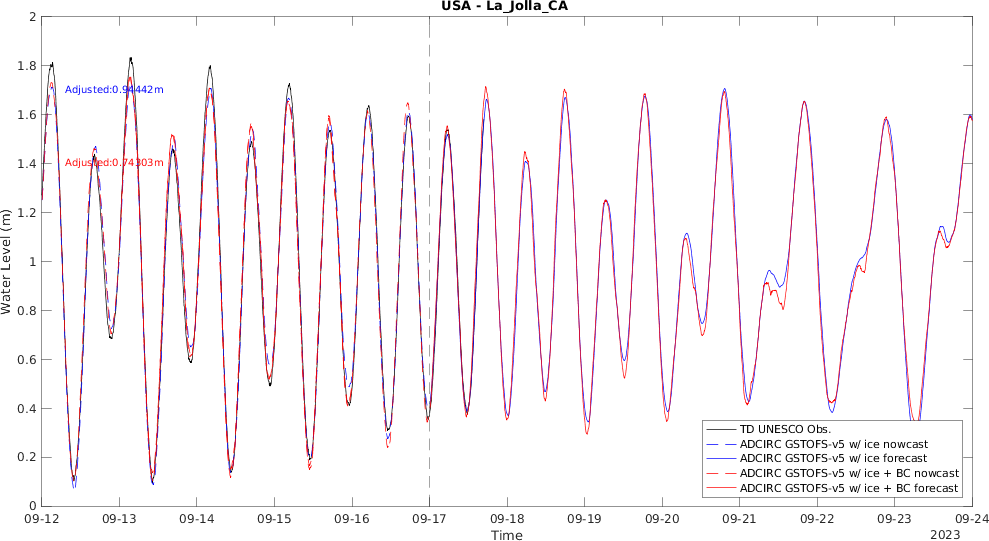 USA - La_Jolla_CA
2
1.8
1.6
1.4
1.2
1
0.8
0.6
0.4
0.2
0
Water Level (m)
Adjusted:0.94442m
Adjusted:0.74303m
TD UNESCO Obs.
ADCIRC GSTOFS-v5 w/ ice nowcast
ADCIRC GSTOFS-v5 w/ ice forecast
ADCIRC GSTOFS-v5 w/ ice + BC nowcast
ADCIRC GSTOFS-v5 w/ ice + BC forecast
09-12 09-13 09-14 09-15 09-16 09-17 09-18 09-19 09-20 09-21 09-22 09-23 09-24
Time
2023